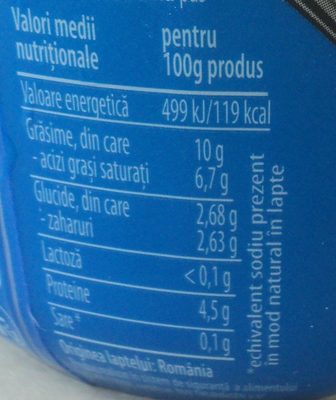 Valori medii pentru
nutriționale 100g produs
Valoare energetică 499 kJ/119 kcal
Grăsime, din care 10 g
- acizi grași saturați 6,7 g
Glucide, din care 2,68 g
- zaharuri 2,63 g
Lactoză <0,1 g
Proteine 4,5 g
Sare* 0,1 g
Originea laptelui: România
*echivalent sodiu prezent
în mod natural în lapte